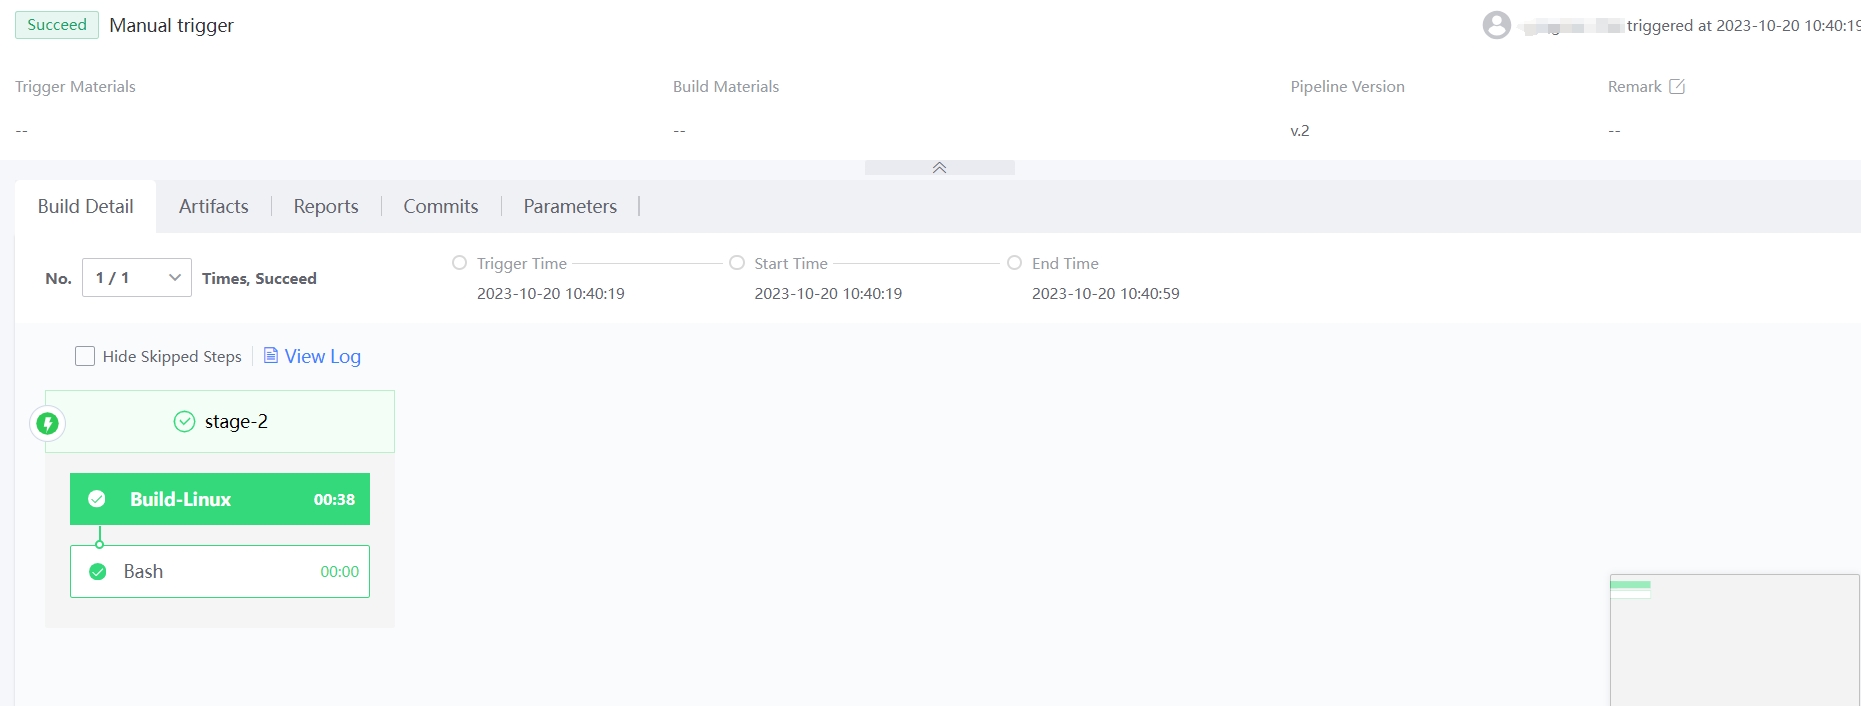 Succeed Manual trigger triggered at 2023-10-20 10:40:19
Trigger Materials Build Materials Pipeline Version Remark
-- -- v.2 --
Build Detail Artifacts Reports Commits Parameters
No. 1 / 1 Times, Succeed
Trigger Time Start Time End Time
2023-10-20 10:40:19 2023-10-20 10:40:19 2023-10-20 10:40:59
Hide Skipped Steps View Log
stage-2
Build-Linux 00:38
Bash 00:00